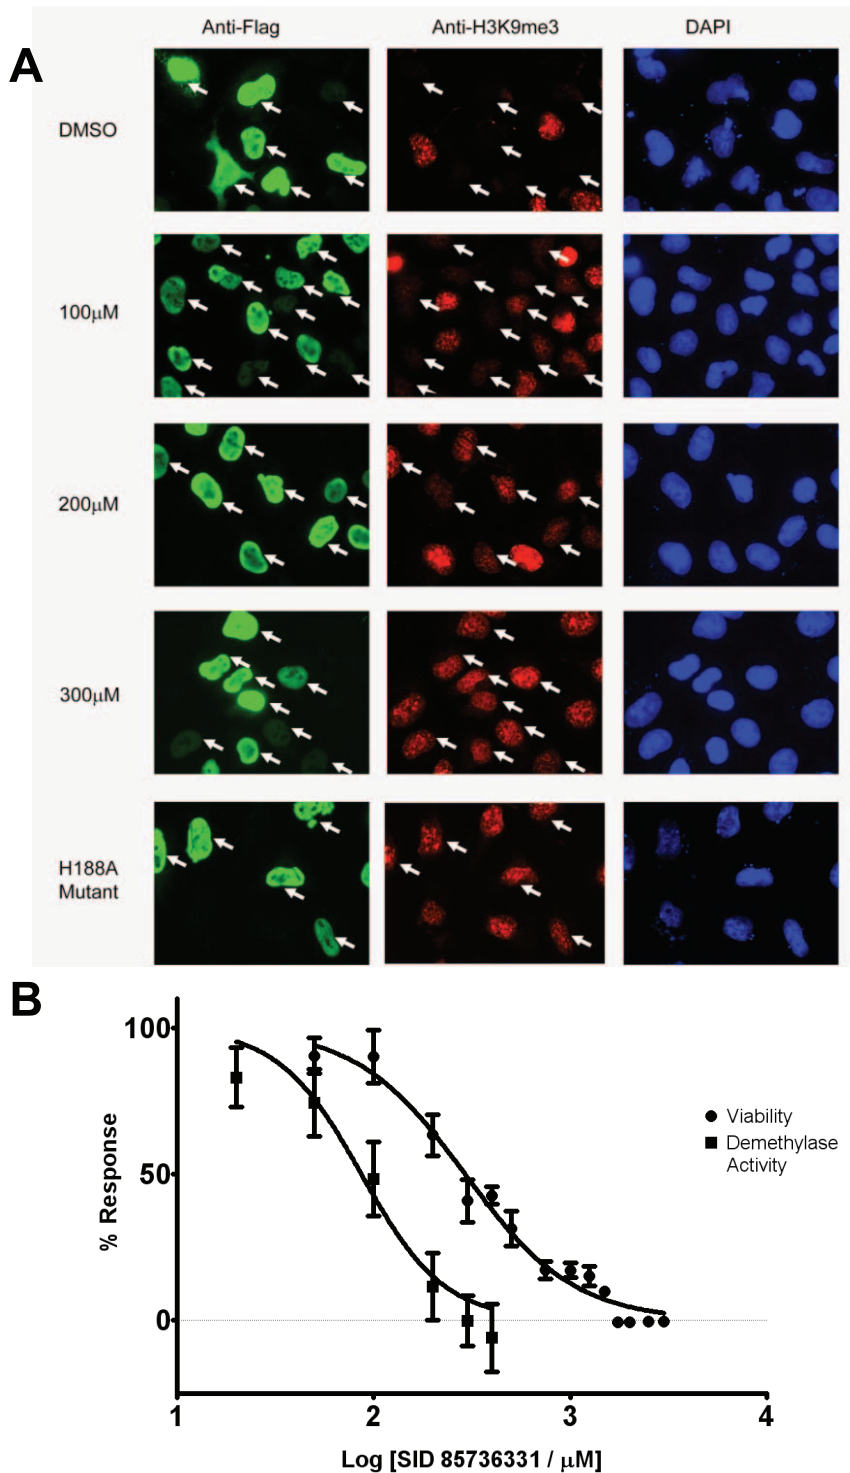 Anti-Flag Anti-H3K9me3 DAPI
A
DMSO
100μM
200μM
300μM
H188A
Mutant
B
100
50
0
% Response
Viability
Demethylase
Activity
1 2 3 4
Log [SID 85736331 / μM]